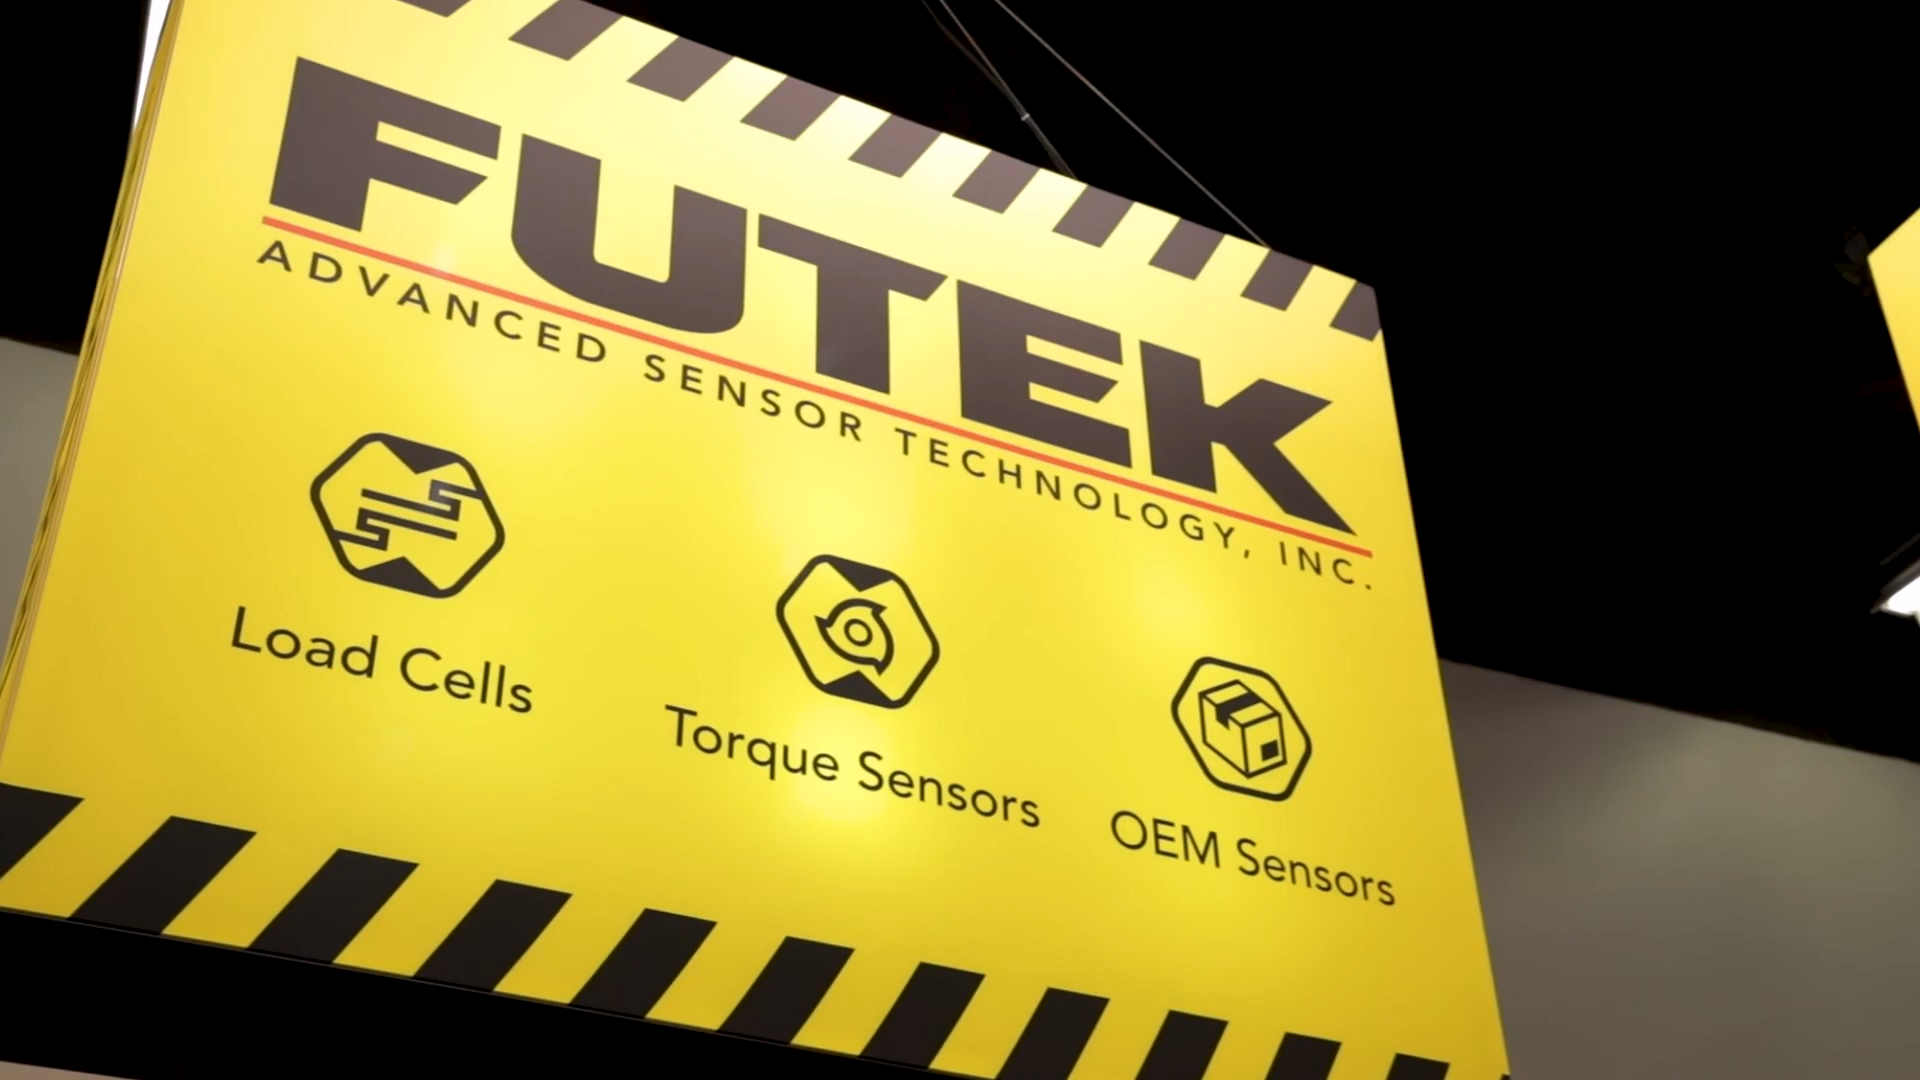 FUTEK
ADVANCED SENSOR TECHNOLOGY, INC.
Load Cells
Torque Sensors
OEM Sensors